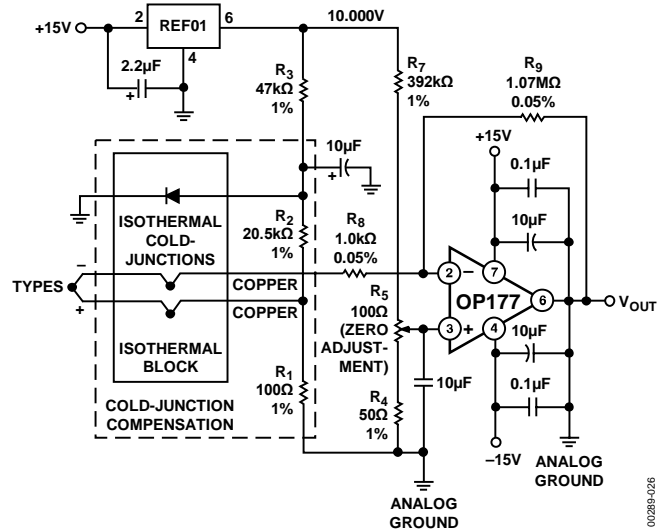 +15V
2
REF01
6
10.000V
4
2.2µF
+
R3
47kΩ
1%
R7
392kΩ
1%
R9
1.07MΩ
0.05%
+15V
10µF
+
0.1µF
10µF
ISOTHERMAL
COLD-
JUNCTIONS
R2
20.5kΩ
1%
R8
1.0kΩ
0.05%
TYPES
–
+
COPPER
COPPER
ISOTHERMAL
BLOCK
R5
100Ω
(ZERO
ADJUST-
MENT)
2
–
7
OP177
6
VOUT
3
+
4
10µF
0.1µF
10µF
R1
100Ω
1%
R4
50Ω
1%
COLD-JUNCTION
COMPENSATION
–15V
ANALOG
GROUND
ANALOG
GROUND
00289-026